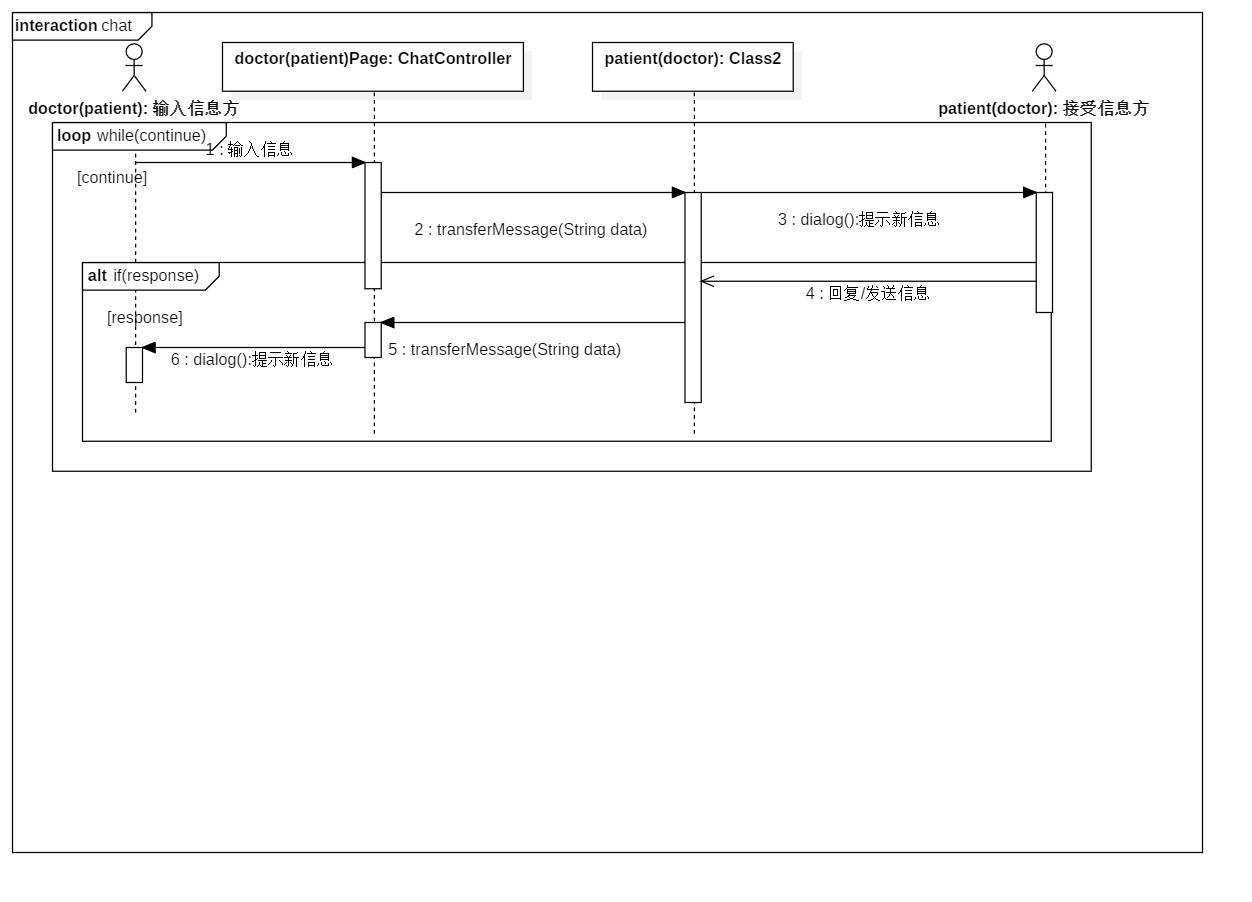 interaction chat
doctor(patient)Page: ChatController
patient(doctor): Class2
doctor(patient): 输入信息方
patient(doctor): 接受信息方
loop while(continue)
1 : 输入信息
[continue]
2 : transferMessage(String data)
3 : dialog():提示新信息
alt if(response)
4 : 回复/发送信息
[response]
5 : transferMessage(String data)
6 : dialog():提示新信息